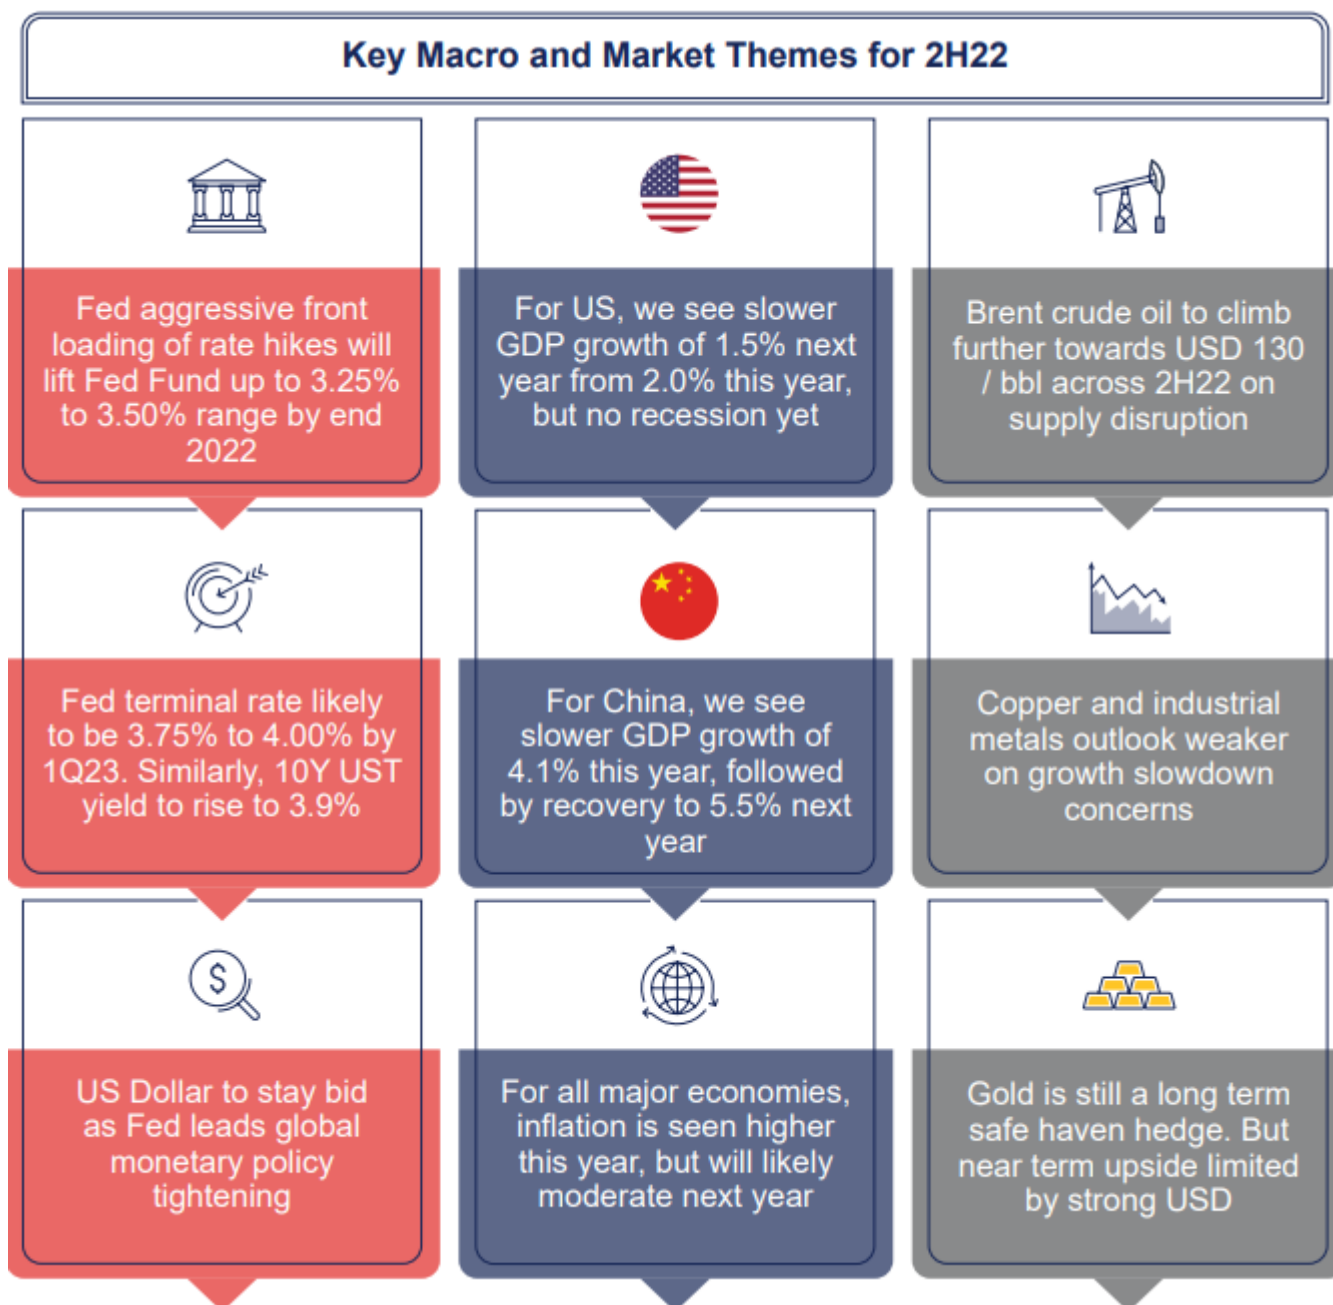 Key Macro and Market Themes for 2H22
Fed aggressive front
loading of rate hikes will
lift Fed Fund up to 3.25%
to 3.50% range by end
2022
For US, we see slower
GDP growth of 1.5% next
year from 2.0% this year,
but no recession yet
Brent crude oil to climb
further towards USD 130
/ bbl across 2H22 on
supply disruption
Fed terminal rate likely
to be 3.75% to 4.00% by
1Q23. Similarly, 10Y UST
yield to rise to 3.9%
For China, we see
slower GDP growth of
4.1% this year, followed
by recovery to 5.5% next
year
Copper and industrial
metals outlook weaker
on growth slowdown
concerns
$
US Dollar to stay bid
as Fed leads global
monetary policy
tightening
For all major economies,
inflation is seen higher
this year, but will likely
moderate next year
Gold is still a long term
safe haven hedge. But
near term upside limited
by strong USD